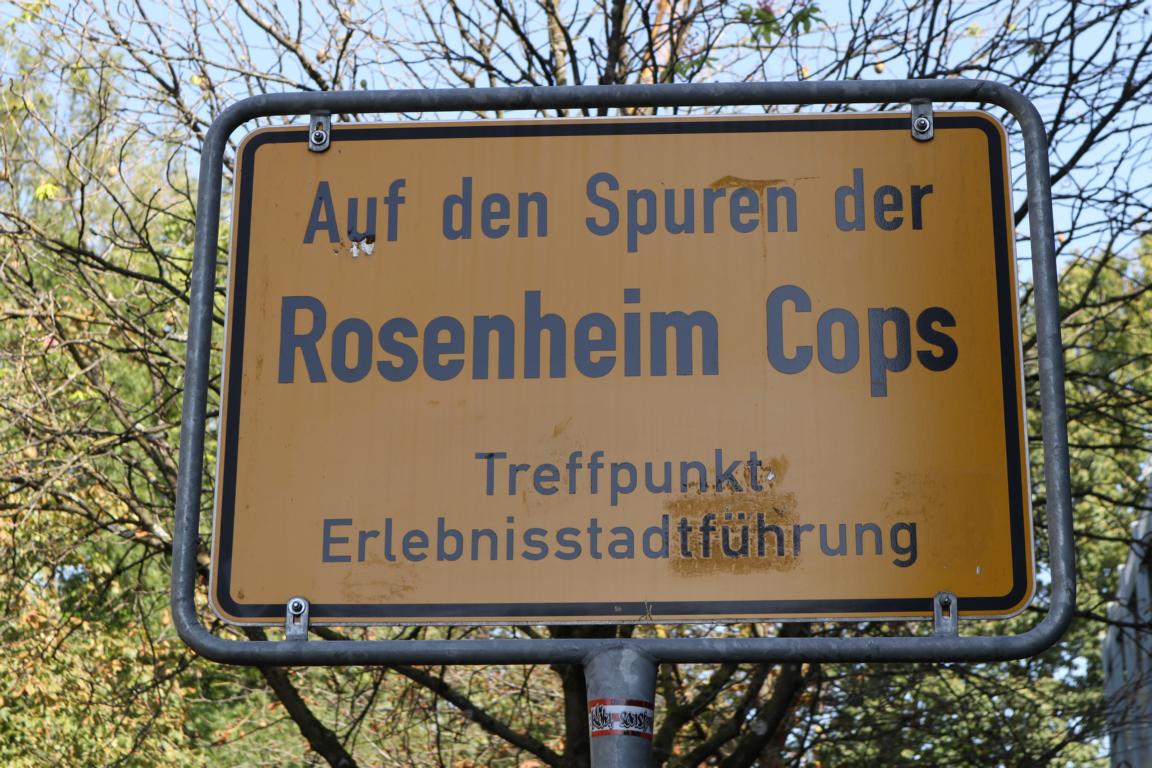 Auf den Spuren der
Rosenheim Cops
Treffpunkt
Erlebnisstadtführung